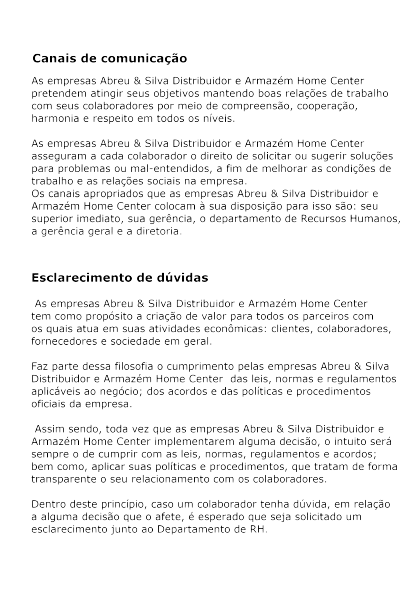 Canais de comunicação
As empresas Abreu & Silva Distribuidor e Armazém Home Center
pretendem atingir seus objetivos mantendo boas relações de trabalho
com seus colaboradores por meio de compreensão, cooperação,
harmonia e respeito em todos os níveis.
As empresas Abreu & Silva Distribuidor e Armazém Home Center
asseguram a cada colaborador o direito de solicitar ou sugerir soluções
para problemas ou mal-entendidos, a fim de melhorar as condições de
trabalho e as relações sociais na empresa.
Os canais apropriados que as empresas Abreu & Silva Distribuidor e
Armazém Home Center colocam à sua disposição para isso são: seu
superior imediato, sua gerência, o departamento de Recursos Humanos,
a gerência geral e a diretoria.
Esclarecimento de dúvidas
As empresas Abreu & Silva Distribuidor e Armazém Home Center
tem como propósito a criação de valor para todos os parceiros com
os quais atua em suas atividades econômicas: clientes, colaboradores,
fornecedores e sociedade em geral.
Faz parte dessa filosofia o cumprimento pelas empresas Abreu & Silva
Distribuidor e Armazém Home Center das leis, normas e regulamentos
aplicáveis ao negócio; dos acordos e das políticas e procedimentos
oficiais da empresa.
Assim sendo, toda vez que as empresas Abreu & Silva Distribuidor e
Armazém Home Center implementarem alguma decisão, o intuito será
sempre o de cumprir com as leis, normas, regulamentos e acordos;
bem como, aplicar suas políticas e procedimentos, que tratam de forma
transparente o seu relacionamento com os colaboradores.
Dentro deste princípio, caso um colaborador tenha dúvida, em relação
a alguma decisão que o afete, é esperado que seja solicitado um
esclarecimento junto ao Departamento de RH.